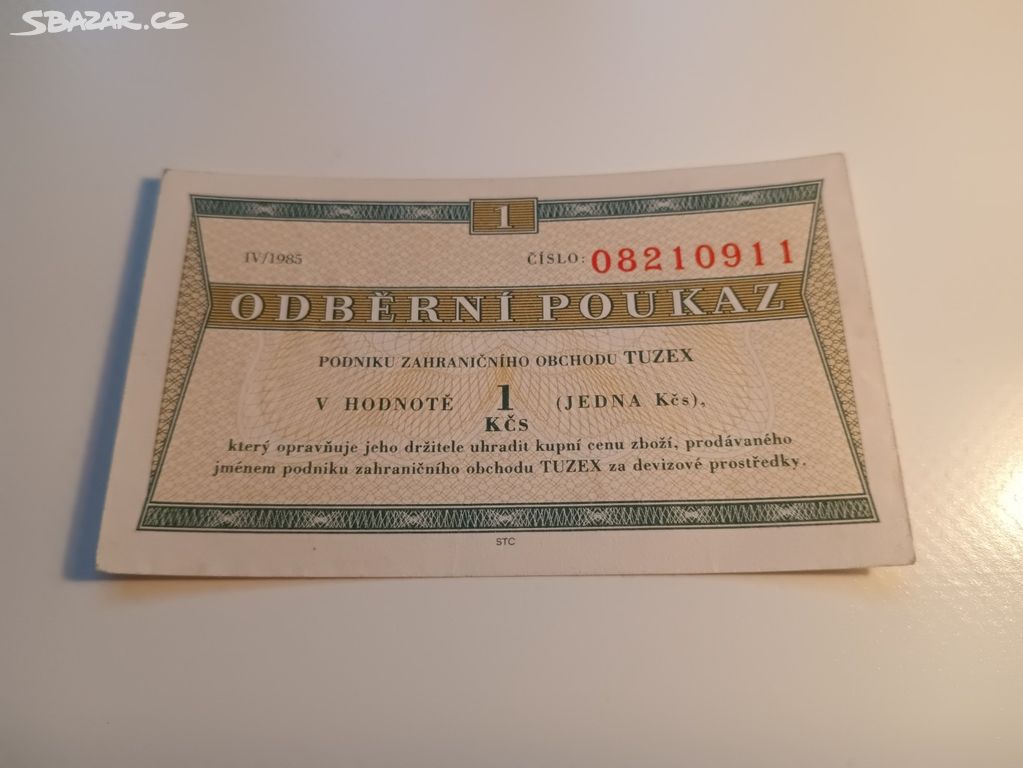 SBAZAR.CZ
1
IV/1985 ČÍSLO: 08210911
ODBĚRNÍ POUKAZ
PODNIKU ZAHRANIČNÍHO OBCHODU TUZEX
V HODNOTĚ 1 (JEDNA Kčs),
Kčs
který opravňuje jeho držitele uhradit kupní cenu zboží, prodávaného
jménem podniku zahraničního obchodu TUZEX za devizové prostředky.
STC